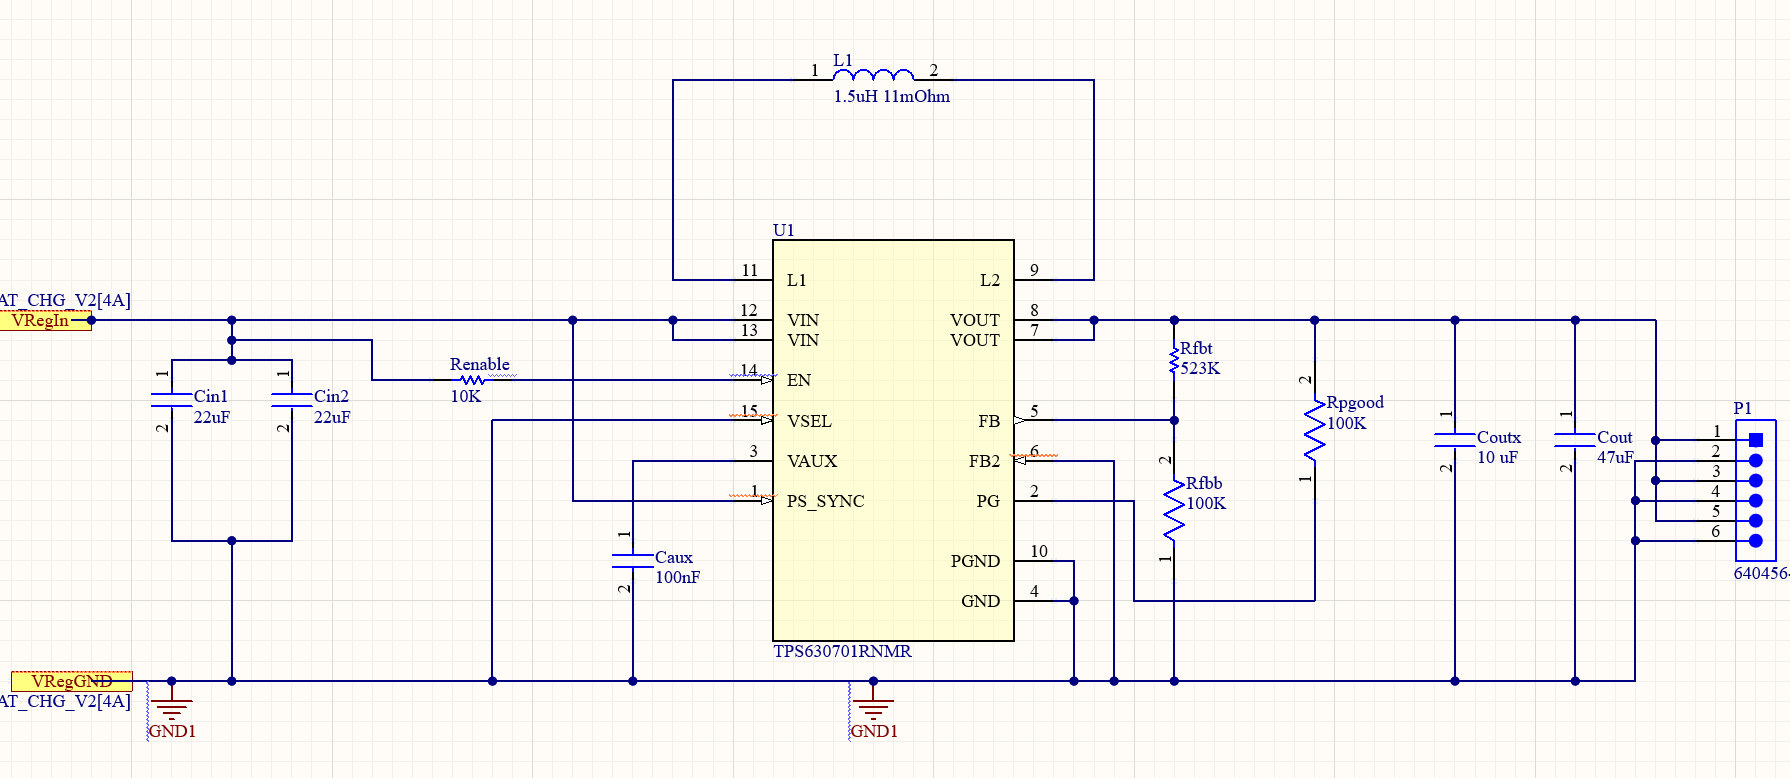 L1
1
2
1.5uH 11mOhm
U1
11
L1
L2
9
AT_CHG_V2[4A]
VRegIn
12
VIN
VOUT
8
13
VIN
VOUT
7
Renable
10K
14
EN
Rfbt
523K
1
Cin1
22uF
2
1
Cin2
22uF
2
15
VSEL
FB
5
2
Rpgood
100K
1
3
VAUX
FB2
6
1
PS_SYNC
PG
2
2
Rfbb
100K
1
1
Coutx
10 uF
2
1
Cout
47uF
2
P1
1
2
3
4
5
6
640456-
1
Caux
100nF
2
PGND
10
GND
4
TPS630701RNMR
VRegGND
AT_CHG_V2[4A]
GND1
GND1